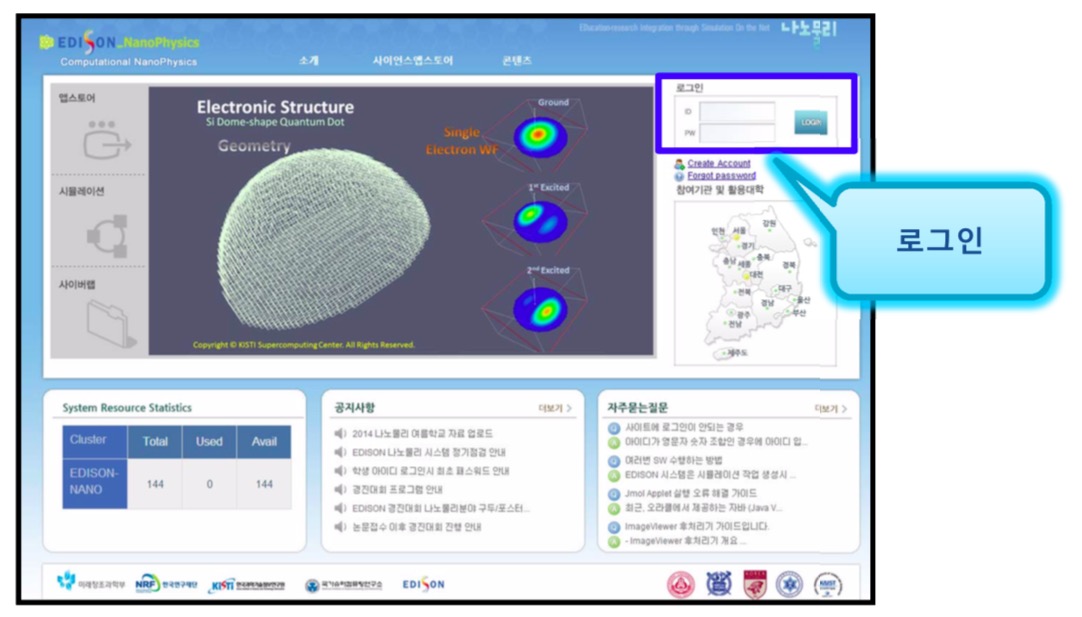 EDucation-research Integration through Simulation On the Net 나노물리
EDISON_NanoPhysics
Computational NanoPhysics
소개 사이언스앱스토어 콘텐츠
앱스토어
시뮬레이션
사이버랩
Electronic Structure
Si Dome-shape Quantum Dot
Geometry
Single
Electron WF
Ground
1st Excited
2nd Excited
Copyright © KISTI Supercomputing Center. All Rights Reserved.
로그인
ID
PW
LOGIN
Create Account
Forgot password
참여기관 및 활용대학
인천 서울 강원
경기
충남 세종 충북 경북
대전
전북 대구
경남 울산
광주 부산
전남
제주도
로그인
System Resource Statistics
Cluster Total Used Avail
EDISON-
NANO
144 0 144
공지사항 더보기 >
2014 나노물리 여름학교 자료 업로드
EDISON 나노물리 시스템 정기점검 안내
학생 아이디 로그인시 최초 패스워드 안내
경진대회 프로그램 안내
EDISON 경진대회 나노물리분야 구두/포스터...
논문접수 이후 경진대회 진행 안내
자주묻는질문 더보기 >
Q 사이트에 로그인이 안되는 경우
A 아이디가 영문자 숫자 조합인 경우에 아이디 입...
Q 여러번 SW 수행하는 방법
A EDISON 시스템은 시뮬레이션 작업 생성시 ...
Q Jmol Applet 실행 오류 해결 가이드
A 최근, 오라클에서 제공하는 자바 (Java V...
Q ImageViewer 후처리기 가이드입니다.
A - ImageViewer 후처리기 개요 ...
미래창조과학부 NRF 한국연구재단 KISTI 한국과학기술정보연구원 국가슈퍼컴퓨팅연구소 EDISON
KAIST